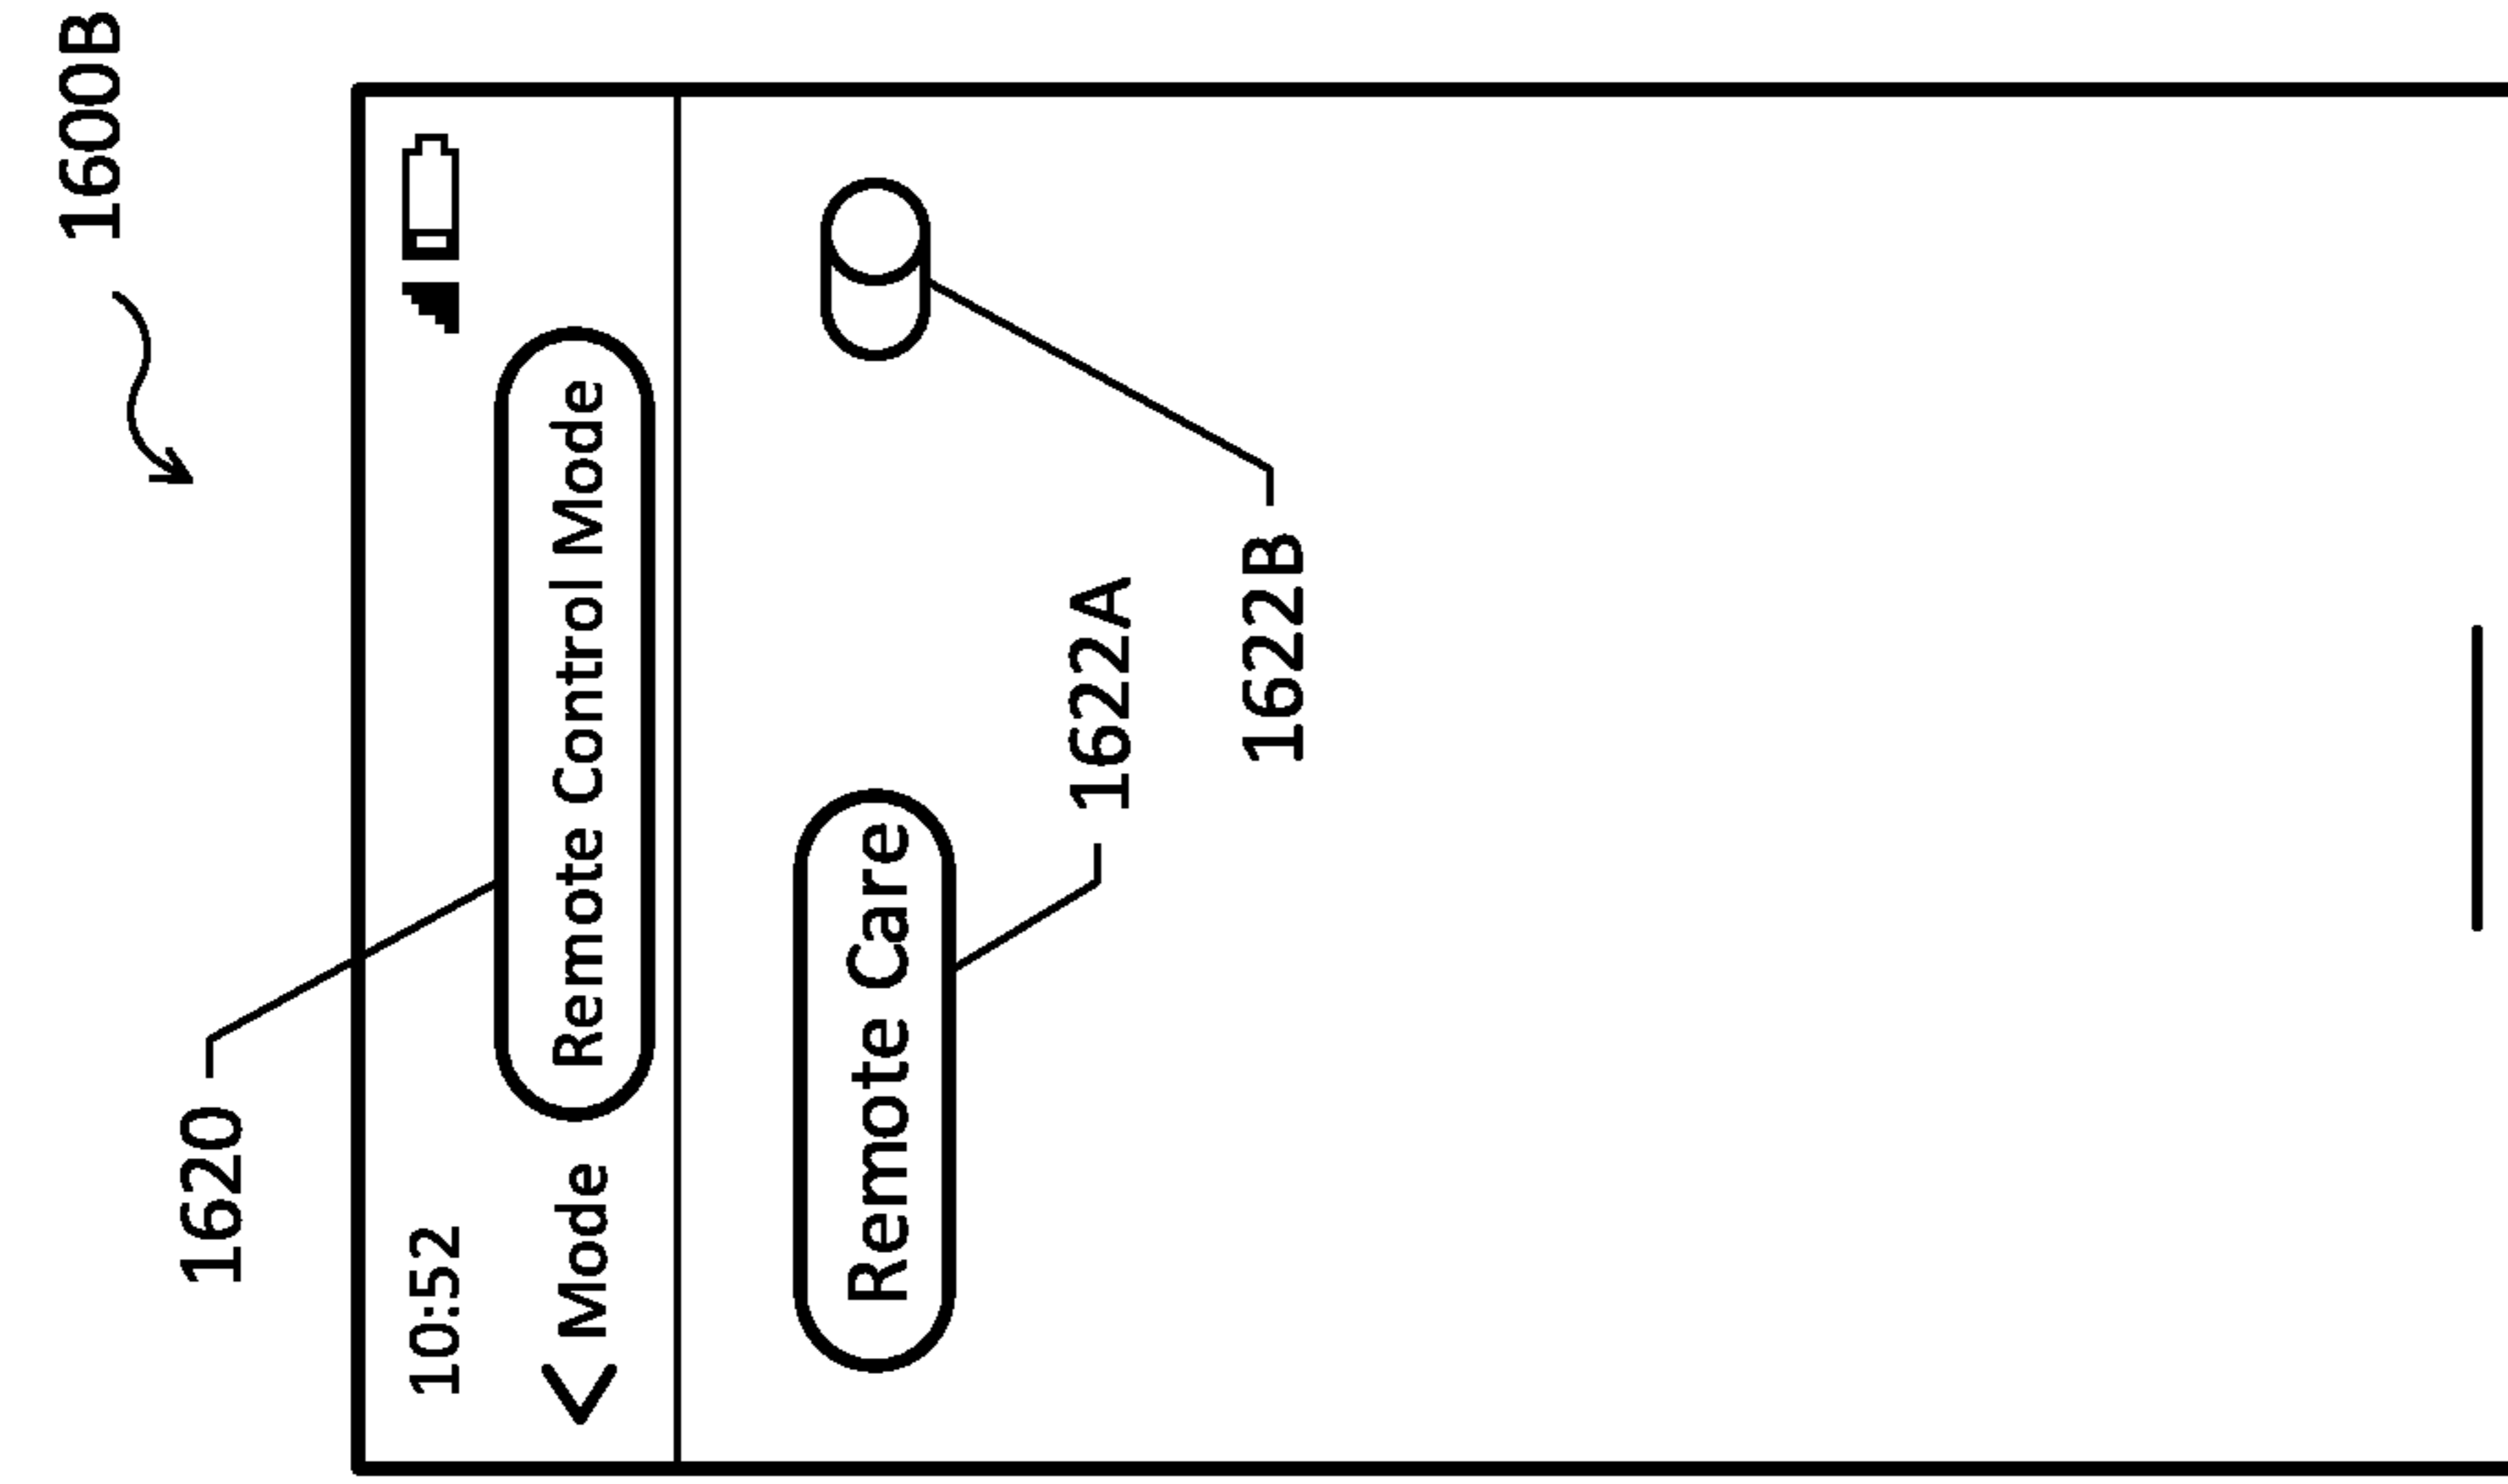 1600B
1620
10:52
< Mode Remote Control Mode
Remote Care
1622A
1622B